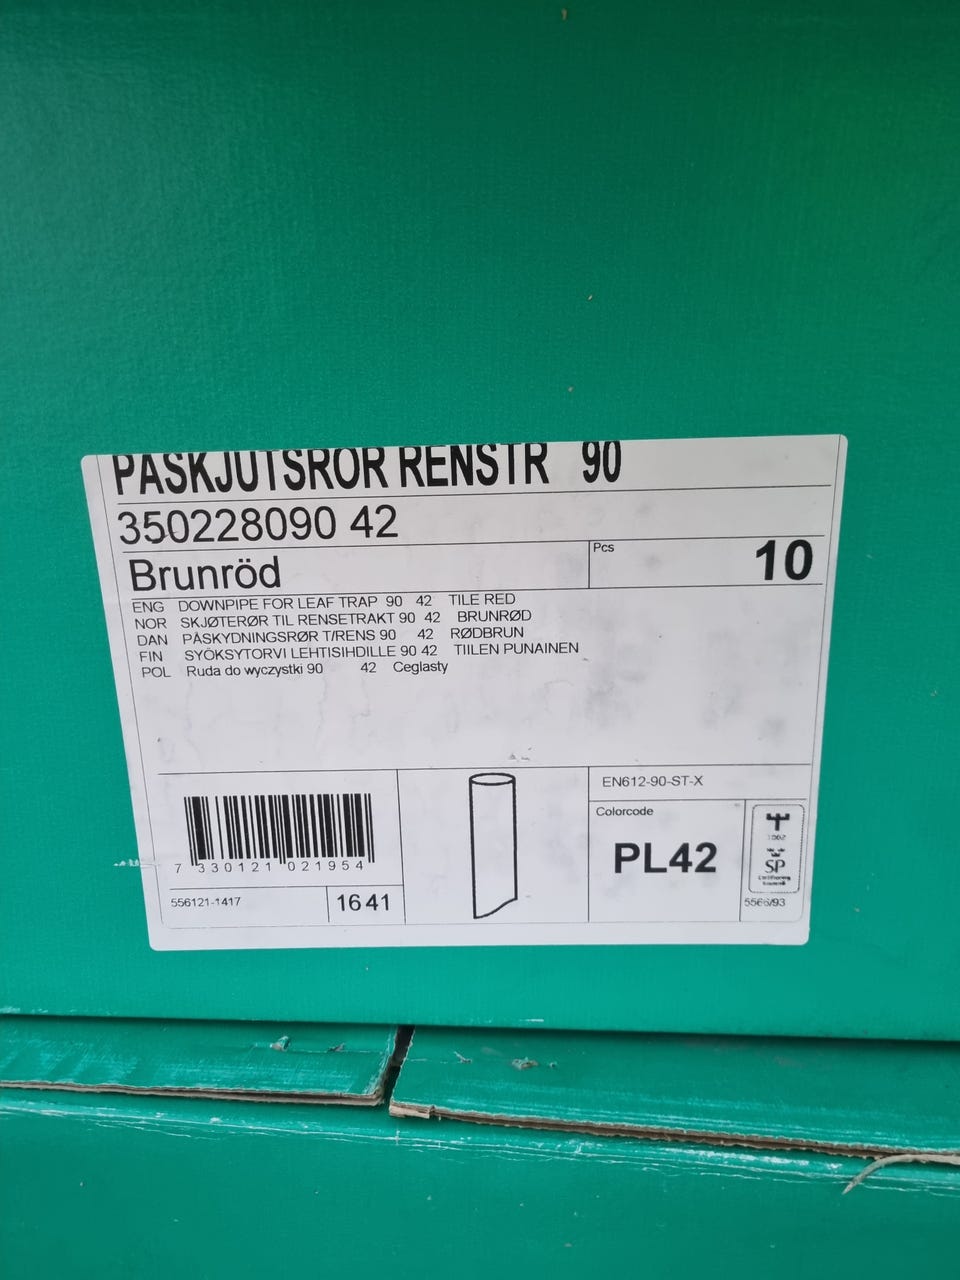 PASKJUTSROR RENSTR 90
350228090 42
Brunröd
Pcs
10
ENG DOWNPIPE FOR LEAF TRAP 90 42 TILE RED
NOR SKJØTERØR TIL RENSETRAKT 90 42 BRUNRØD
DAN PÅSKYDNINGSRØR T/RENS 90 42 RØDBRUN
FIN SYÖKSYTORVI LEHTISIHDILLE 90 42 TIILEN PUNAINEN
POL Ruda do wyczystki 90 42 Ceglasty
7 330121 021954
556121-1417
1641
EN612-90-ST-X
Colorcode
PL42
1002
SP
5566/93